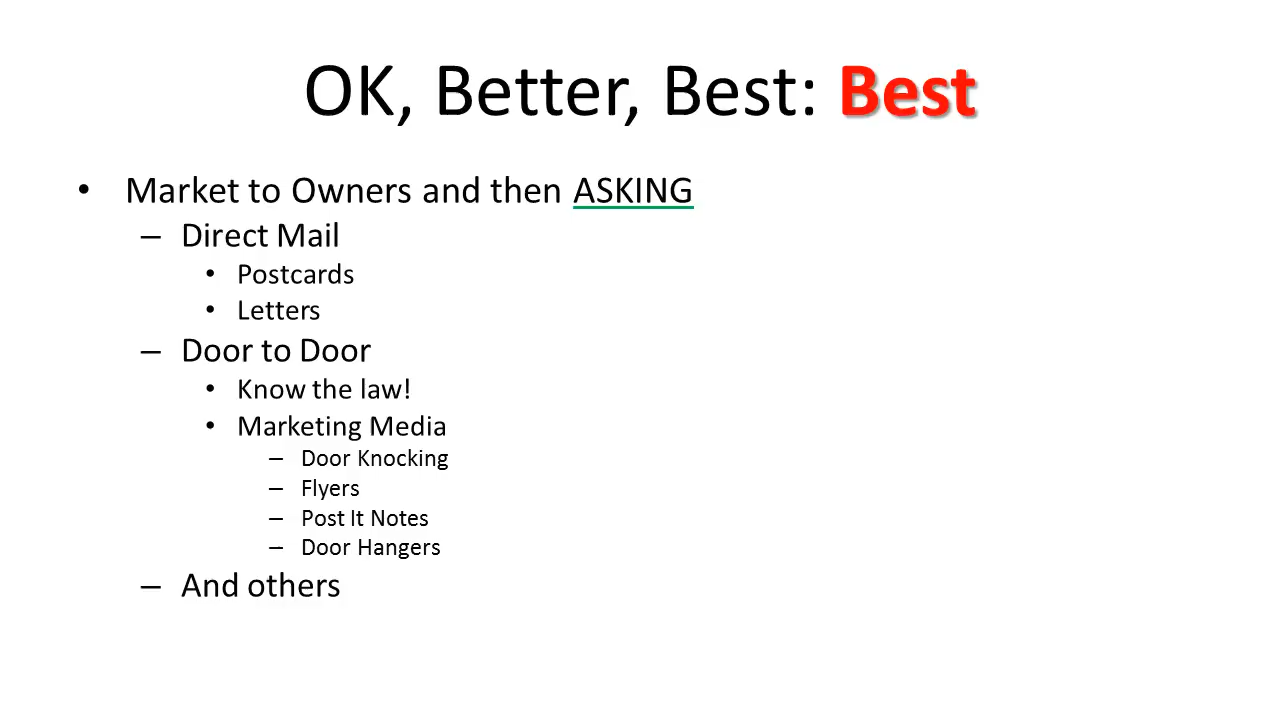 OK, Better, Best: Best
• Market to Owners and then ASKING
– Direct Mail
• Postcards
• Letters
– Door to Door
• Know the law!
• Marketing Media
– Door Knocking
– Flyers
– Post It Notes
– Door Hangers
– And others